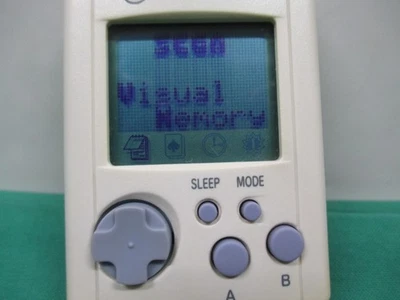 SEGA
Visual
Memory
SLEEP MODE
A
B